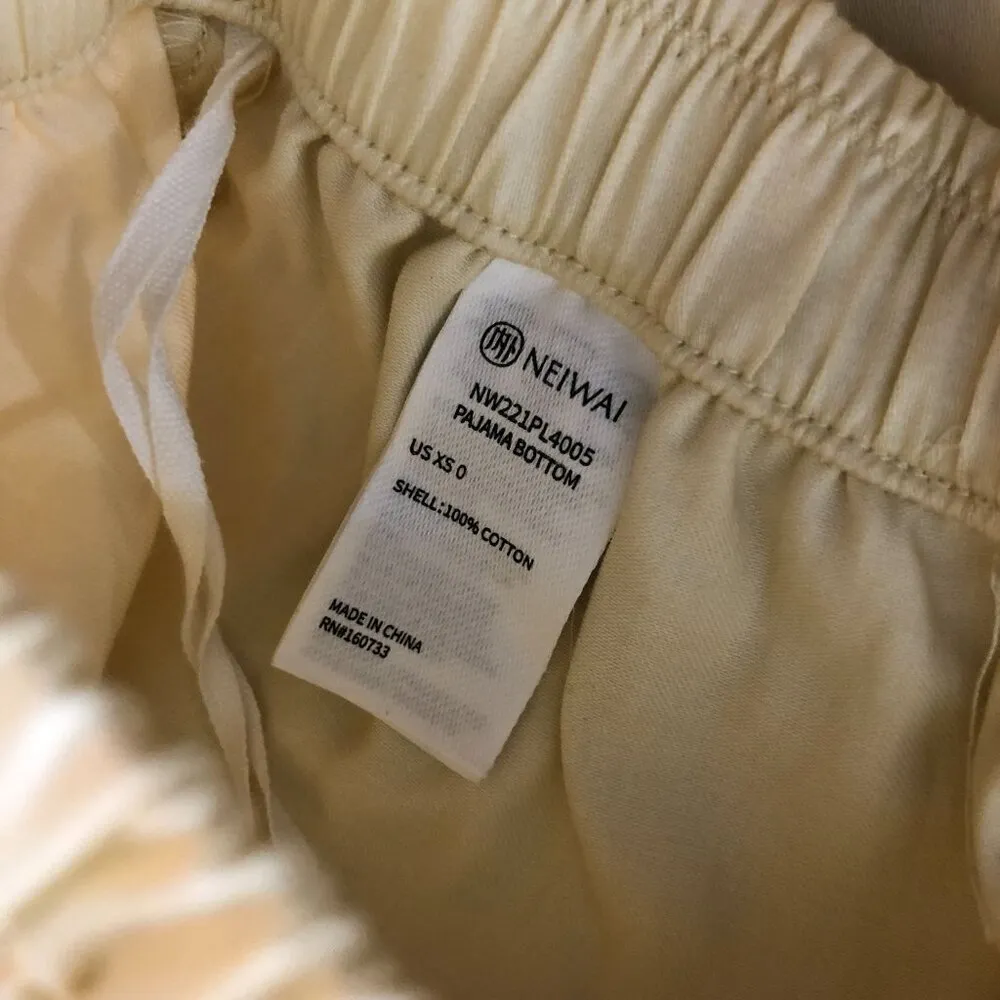 NEIWAI
NW221PL4005
PAJAMA BOTTOM
US XS 0
SHELL:100% COTTON
MADE IN CHINA
RN#160733